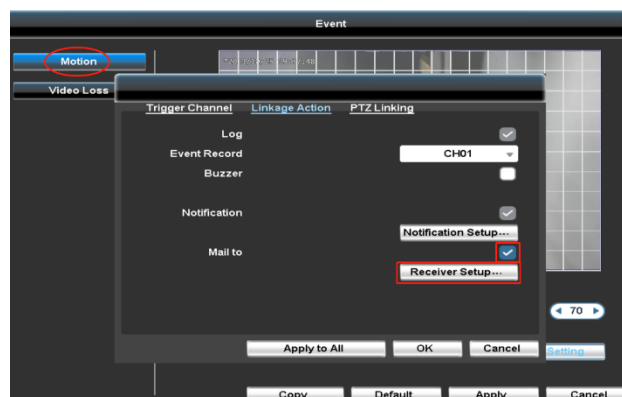 Event
Motion
Video Loss
Trigger Channel Linkage Action PTZ Linking
Log
Event Record CH01
Buzzer
Notification
Notification Setup...
Mail to
Receiver Setup...
70
Apply to All OK Cancel
Setting
Copy Default Apply Cancel